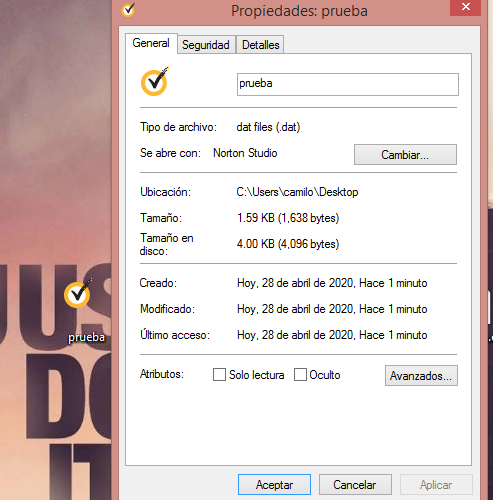 Propiedades: prueba
General
Seguridad
Detalles
prueba
Tipo de archivo: dat files (.dat)
Se abre con: Norton Studio
Cambiar...
Ubicación: C:\Users\camilo\Desktop
Tamaño: 1.59 KB (1,638 bytes)
Tamaño en
disco: 4.00 KB (4,096 bytes)
Creado: Hoy, 28 de abril de 2020, Hace 1 minuto
Modificado: Hoy, 28 de abril de 2020, Hace 1 minuto
Último acceso: Hoy, 28 de abril de 2020, Hace 1 minuto
Atributos: Solo lectura Oculto Avanzados...
Aceptar Cancelar Aplicar
prueba
JUS
DO
IT